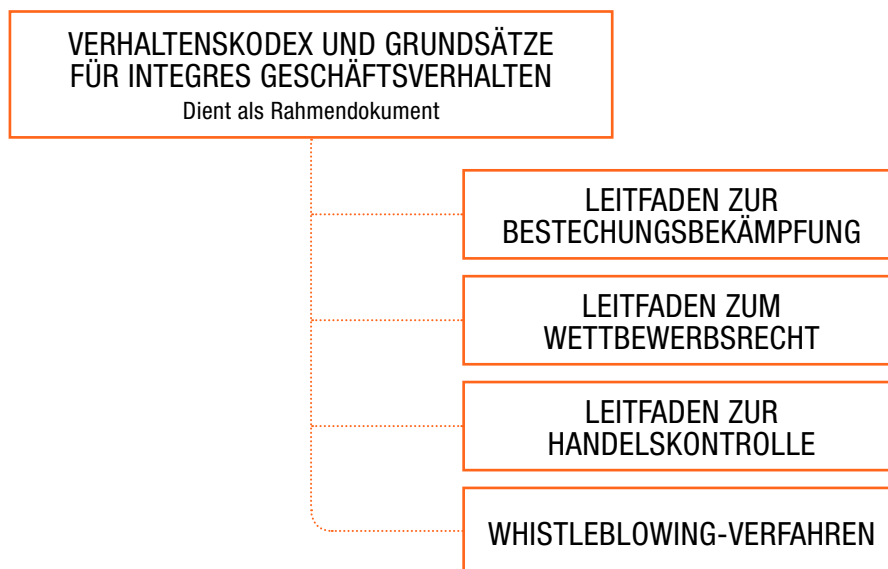 VERHALTENSKODEX UND GRUNDSÄTZE
FÜR INTEGRES GESCHÄFTSVERHALTEN
Dient als Rahmendokument
LEITFADEN ZUR
BESTECHUNGSBEKÄMPFUNG
LEITFADEN ZUM
WETTBEWERBSRECHT
LEITFADEN ZUR
HANDELSKONTROLLE
WHISTLEBLOWING-VERFAHREN